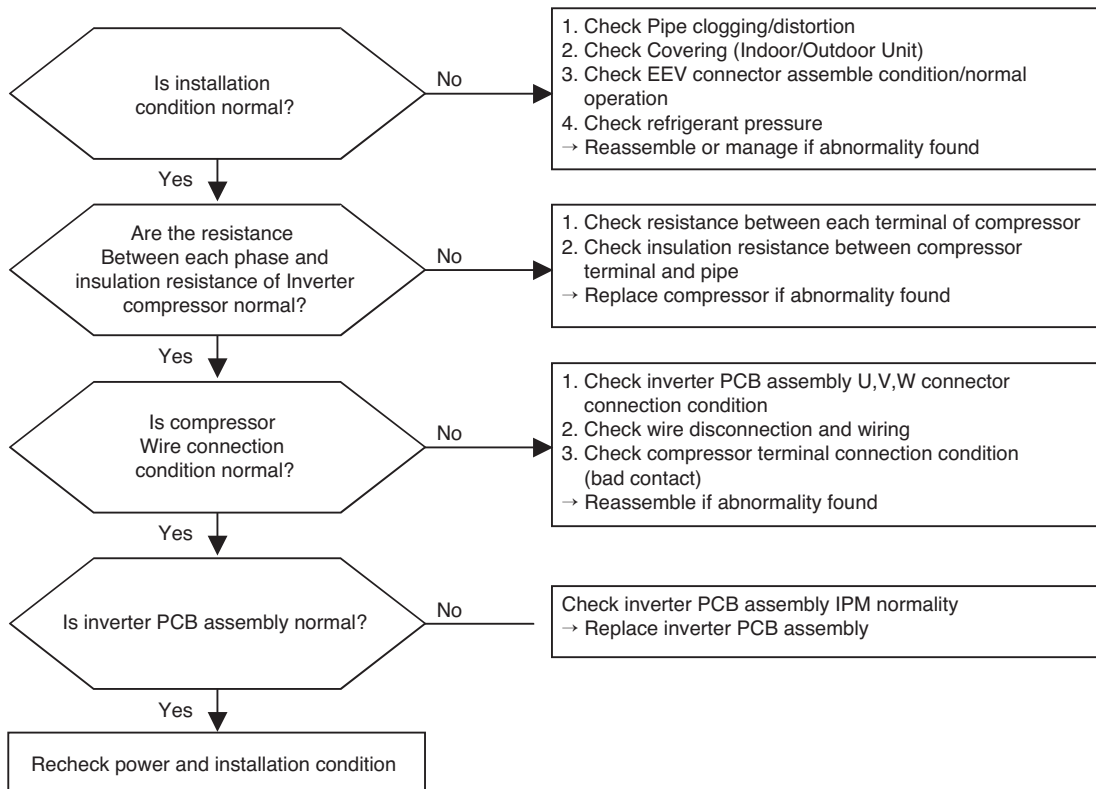 Is installation
condition normal?
No
1. Check Pipe clogging/distortion
2. Check Covering (Indoor/Outdoor Unit)
3. Check EEV connector assemble condition/normal
operation
4. Check refrigerant pressure
→ Reassemble or manage if abnormality found
Yes
Are the resistance
Between each phase and
insulation resistance of Inverter
compressor normal?
No
1. Check resistance between each terminal of compressor
2. Check insulation resistance between compressor
terminal and pipe
→ Replace compressor if abnormality found
Yes
Is compressor
Wire connection
condition normal?
No
1. Check inverter PCB assembly U,V,W connector
connection condition
2. Check wire disconnection and wiring
3. Check compressor terminal connection condition
(bad contact)
→ Reassemble if abnormality found
Yes
Is inverter PCB assembly normal?
No
Check inverter PCB assembly IPM normality
→ Replace inverter PCB assembly
Yes
Recheck power and installation condition